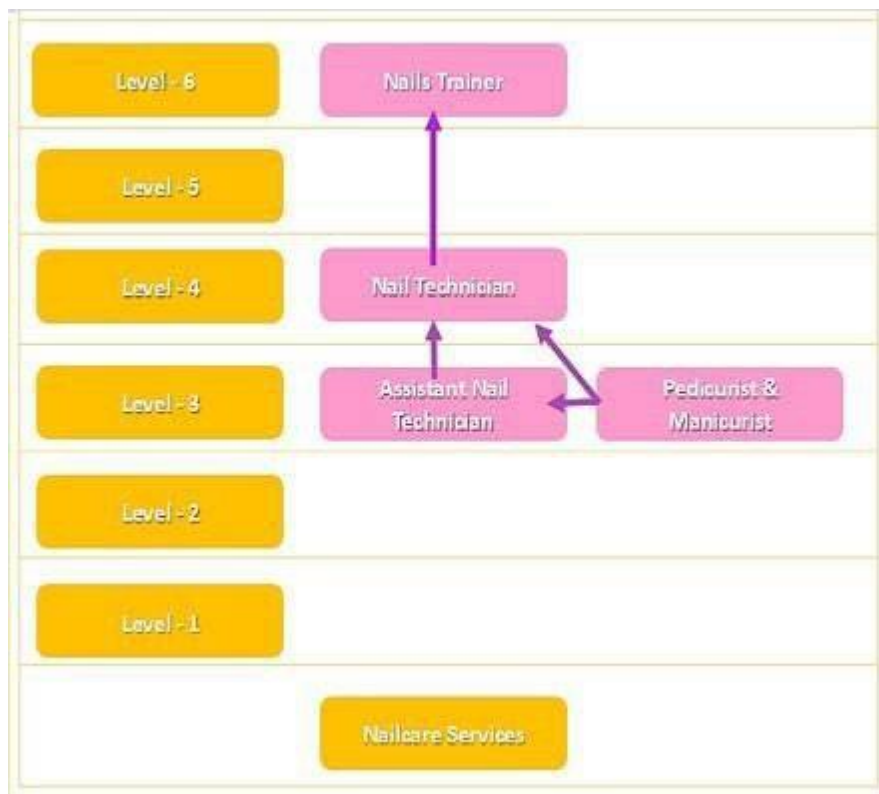 Level - 6
Nails Trainer
Level - 5
Level - 4
Nail Technician
Level - 3
Assistant Nail
Technician
Pedicurist &
Manicurist
Level - 2
Level - 1
Nailcare Services